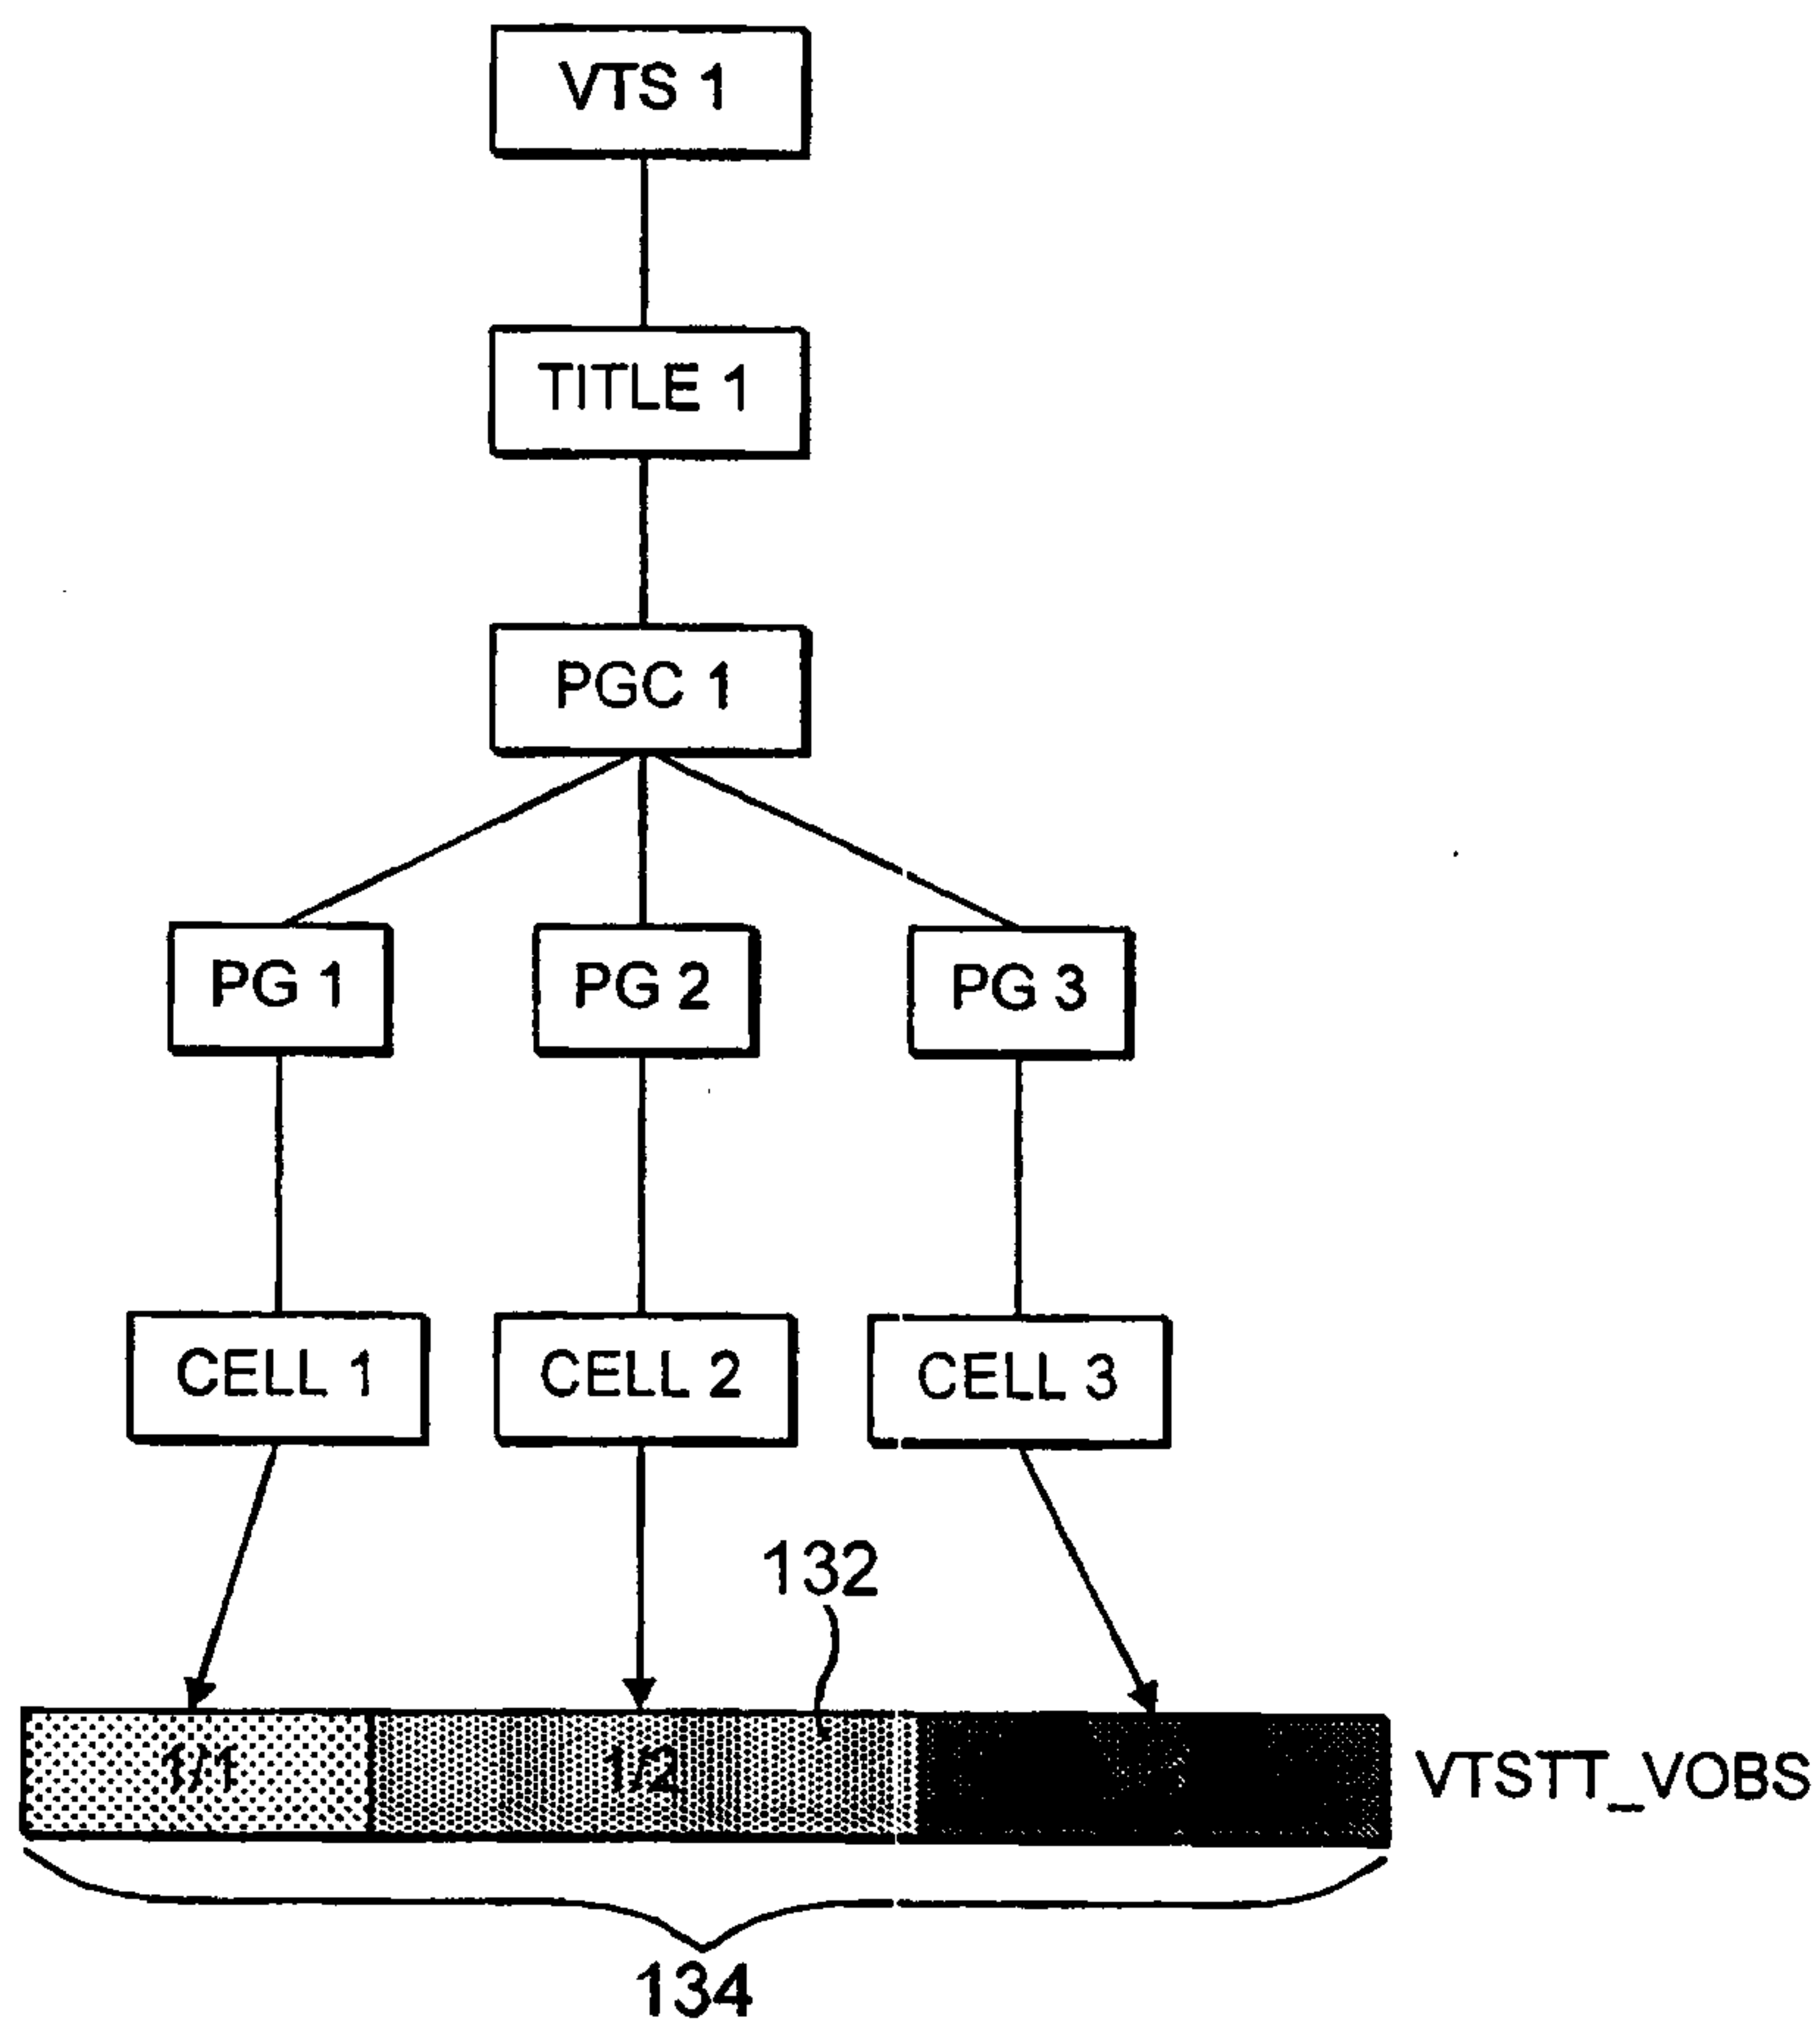 VTS 1
TITLE 1
PGC 1
PG 1
PG 2
PG 3
CELL 1
CELL 2
CELL 3
132
1/1
1/2
VTSTT_VOBS
134